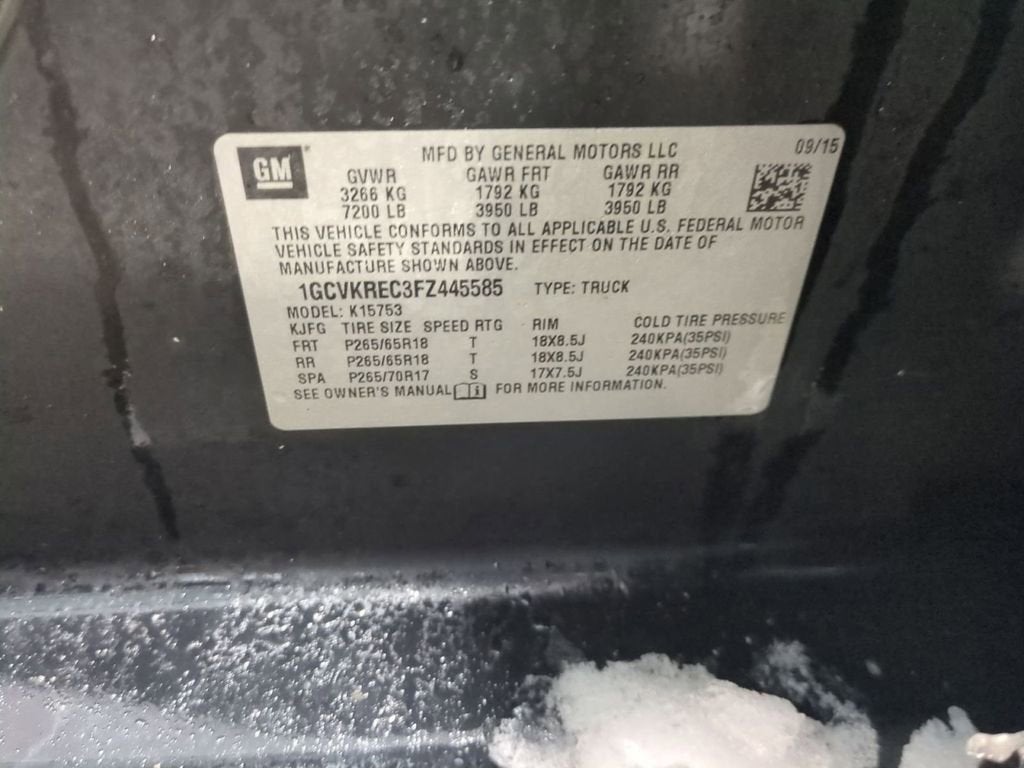 GM
MFD BY GENERAL MOTORS LLC 09/15
GVWR GAWR FRT GAWR RR
3266 KG 1792 KG 1792 KG
7200 LB 3950 LB 3950 LB
THIS VEHICLE CONFORMS TO ALL APPLICABLE U.S. FEDERAL MOTOR
VEHICLE SAFETY STANDARDS IN EFFECT ON THE DATE OF
MANUFACTURE SHOWN ABOVE.
1GCVKREC3FZ445585 TYPE: TRUCK
MODEL: K15753
KJFG TIRE SIZE SPEED RTG RIM COLD TIRE PRESSURE
FRT P265/65R18 T 18X8.5J 240KPA(35PSI)
RR P265/65R18 T 18X8.5J 240KPA(35PSI)
SPA P265/70R17 S 17X7.5J 240KPA(35PSI)
SEE OWNER'S MANUAL FOR MORE INFORMATION.